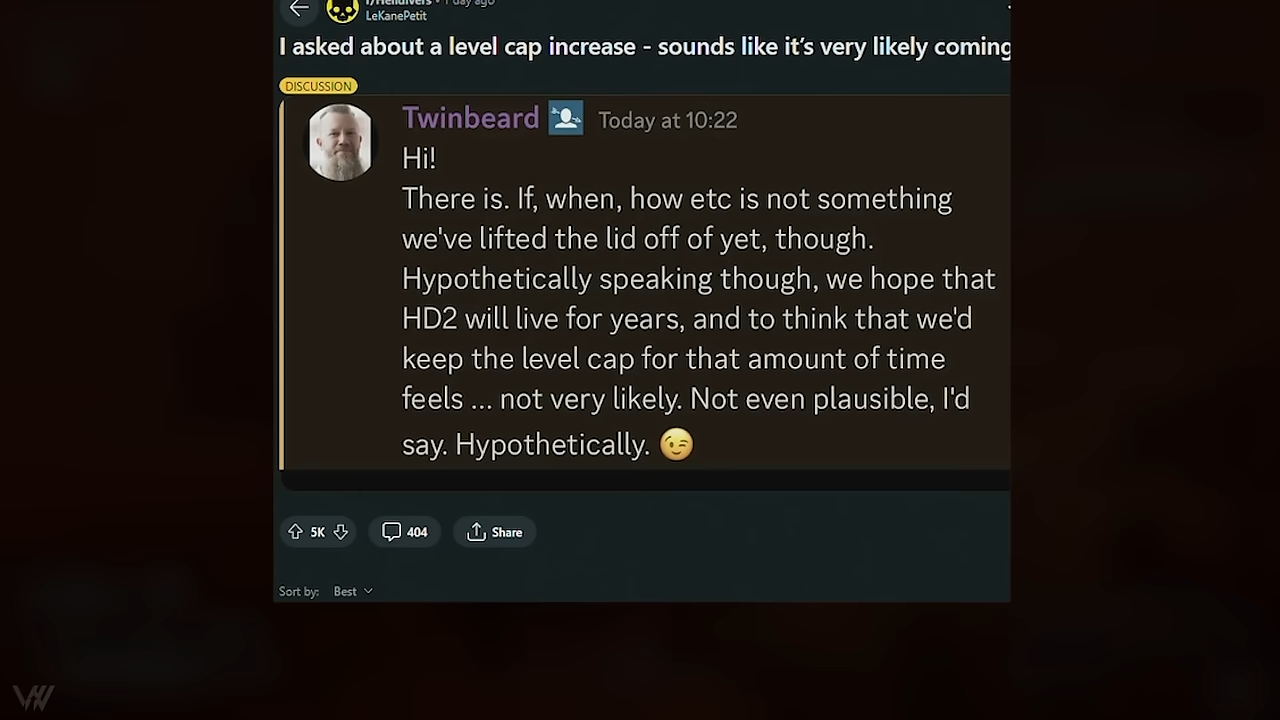 r/Helldivers • 1 day ago
LeKanePetit
I asked about a level cap increase - sounds like it's very likely coming
DISCUSSION
Twinbeard Today at 10:22
Hi!
There is. If, when, how etc is not something
we've lifted the lid off of yet, though.
Hypothetically speaking though, we hope that
HD2 will live for years, and to think that we'd
keep the level cap for that amount of time
feels ... not very likely. Not even plausible, I'd
say. Hypothetically. 😉
5K 404 Share
Sort by: Best